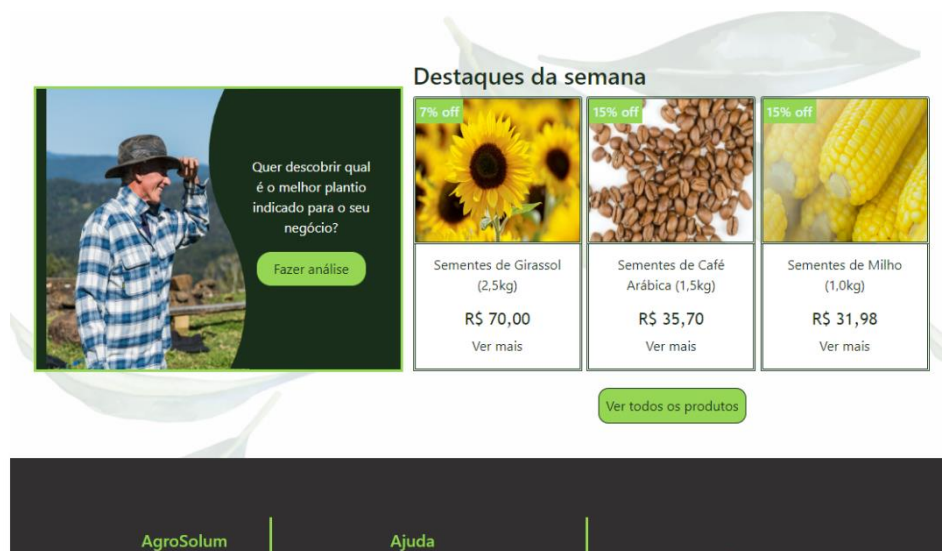 Destaques da semana
Quer descobrir qual
é o melhor plantio
indicado para o seu
negócio?
Fazer análise
7% off
Sementes de Girassol
(2,5kg)
R$ 70,00
Ver mais
15% off
Sementes de Café
Arábica (1,5kg)
R$ 35,70
Ver mais
15% off
Sementes de Milho
(1,0kg)
R$ 31,98
Ver mais
Ver todos os produtos
AgroSolum
Ajuda